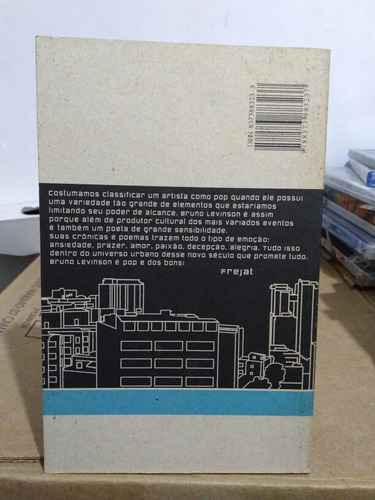 ISBN 857388323-5
Costumamos classificar um artista como pop quando ele possui
uma variedade tão grande de elementos que estaríamos
limitando seu poder de alcance. Bruno Levinson é assim
porque além de produtor cultural dos mais variados eventos
é também um poeta de grande sensibilidade.
Suas crônicas e poemas trazem todo o tipo de emoção:
ansiedade, prazer, amor, paixão, decepção, alegria. Tudo isso
dentro do universo urbano desse novo século que promete tudo.
Bruno Levinson é pop e dos bons!
Frejat